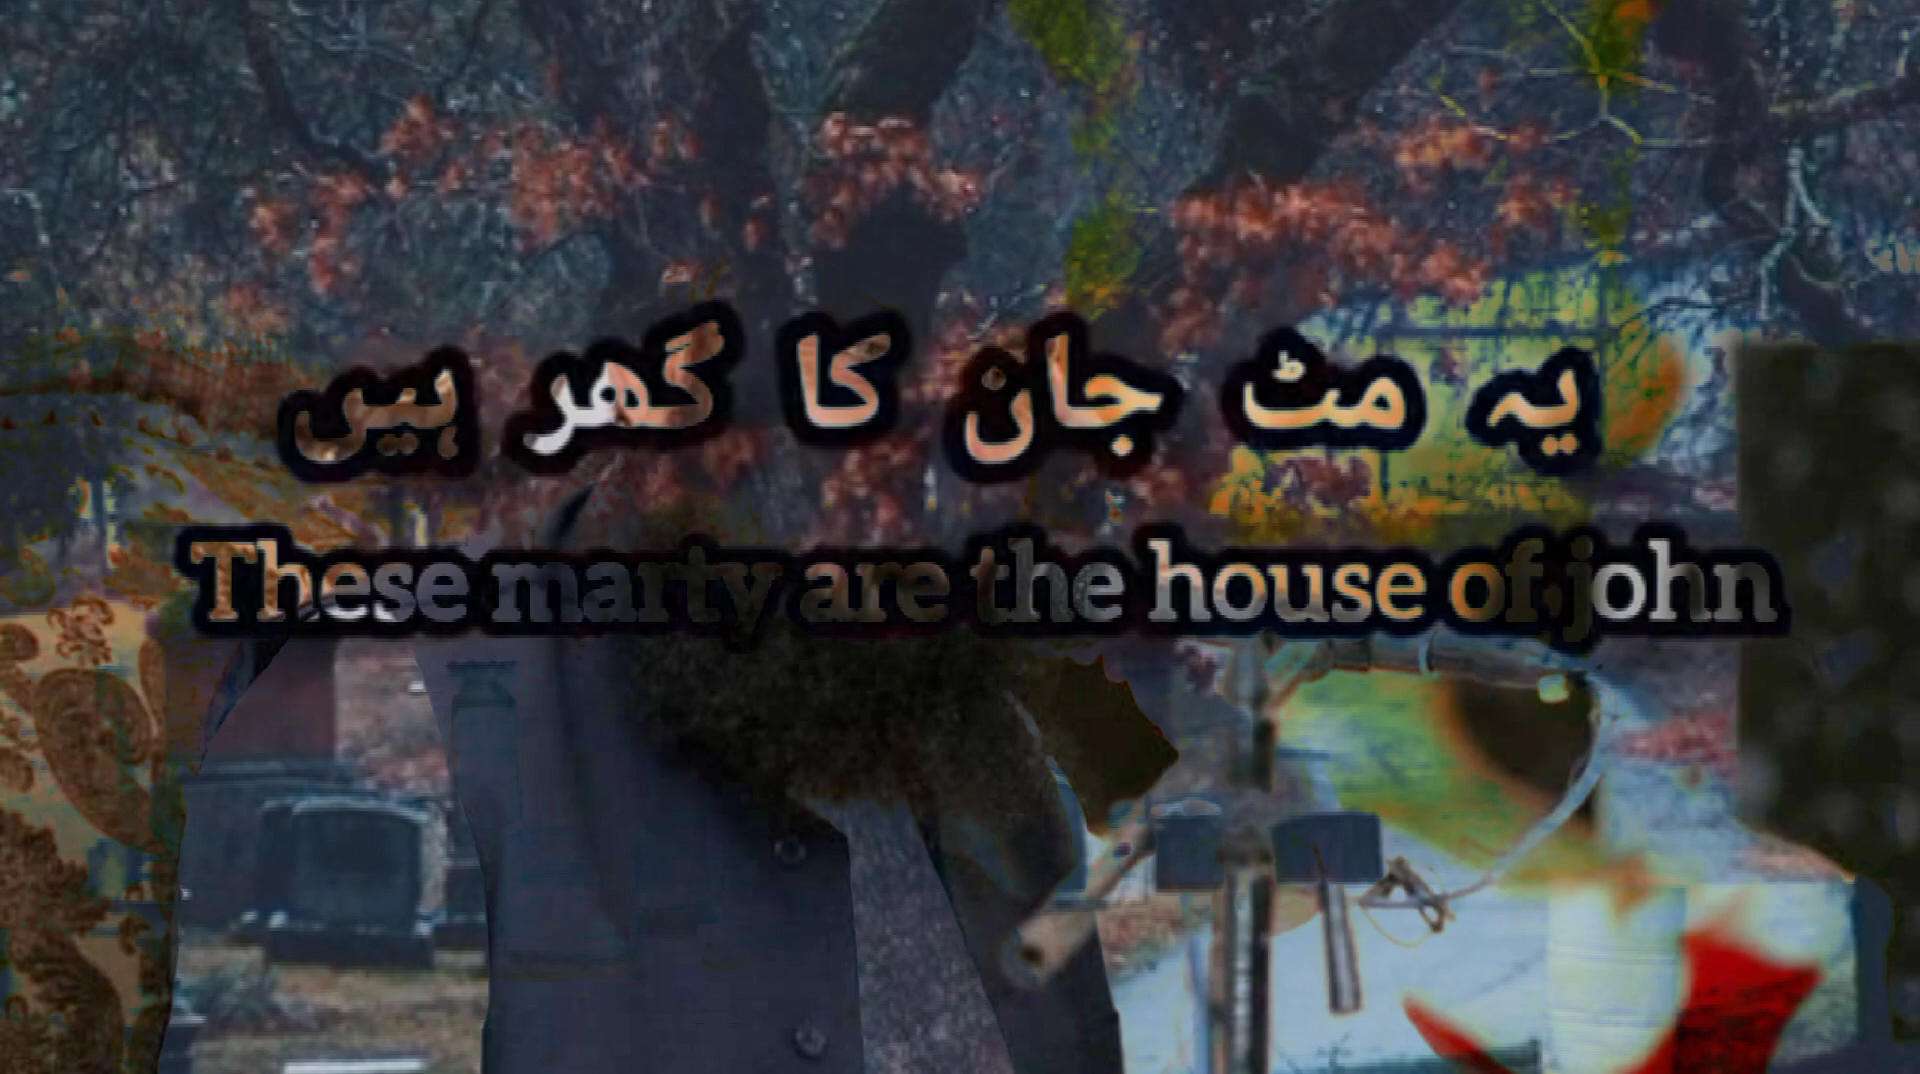 یہ مٹ جان کا گھر ہیں
These marty are the house of john